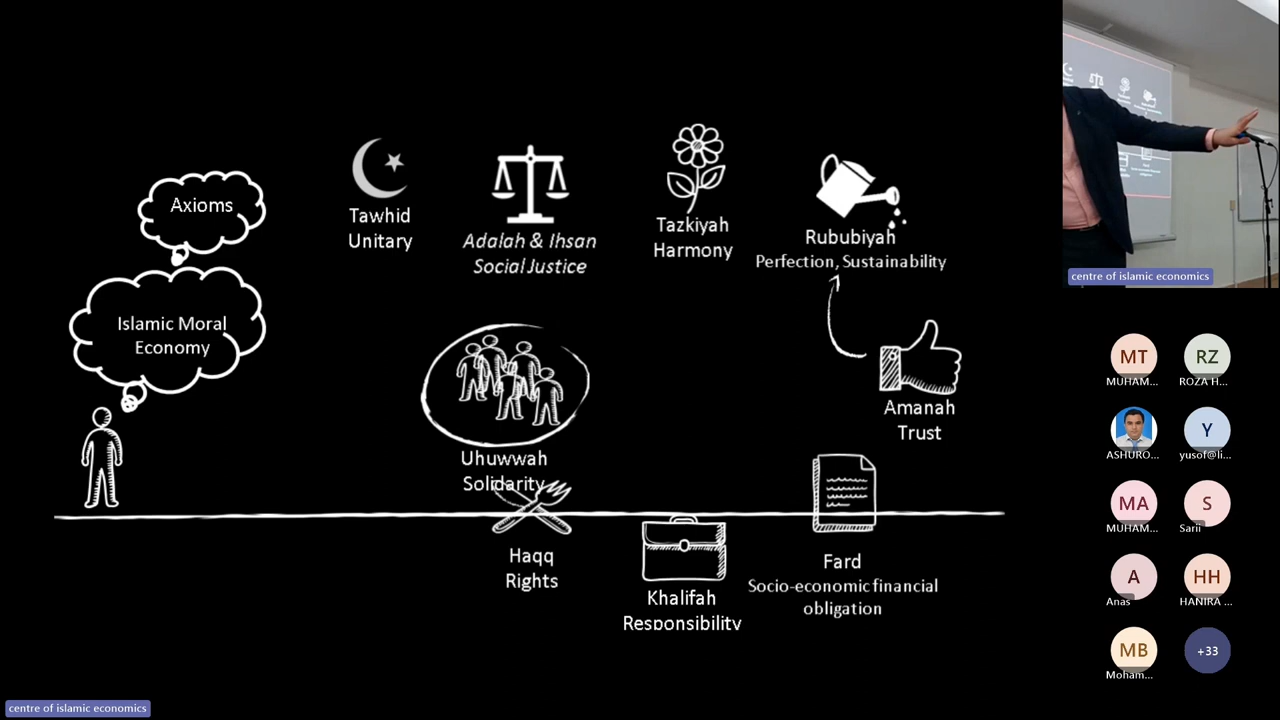 Axioms
Islamic Moral
Economy
Tawhid
Unitary
Adalah & Ihsan
Social Justice
Tazkiyah
Harmony
Rububiyah
Perfection, Sustainability
Amanah
Trust
Uhuwwah
Solidarity
Haqq
Rights
Khalifah
Responsibility
Fard
Socio-economic financial
obligation
centre of islamic economics
MT
MUHAM...
RZ
ROZA H...
ASHURO...
Y
yusof@li...
MA
MUHAM...
S
Sarii
A
Anas
HH
HANIRA ...
MB
Moham...
+33
centre of islamic economics